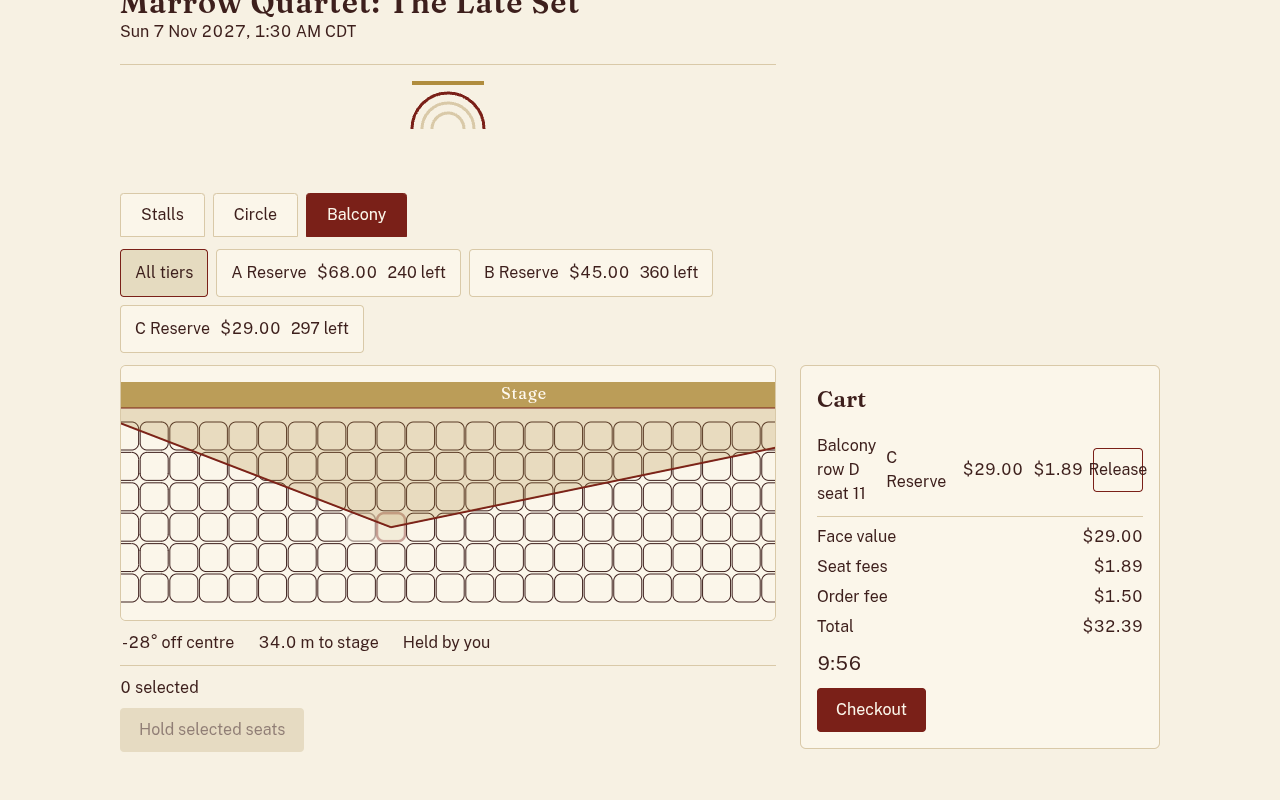 Marrow Quartet: The Late Set
Sun 7 Nov 2027, 1:30 AM CDT
Stalls
Circle
Balcony
All tiers
A Reserve $68.00 240 left
B Reserve $45.00 360 left
C Reserve $29.00 297 left
Stage
-28° off centre
34.0 m to stage
Held by you
0 selected
Hold selected seats
Cart
Balcony
row D
seat 11
C
Reserve
$29.00
$1.89
Release
Face value $29.00
Seat fees $1.89
Order fee $1.50
Total $32.39
9:56
Checkout